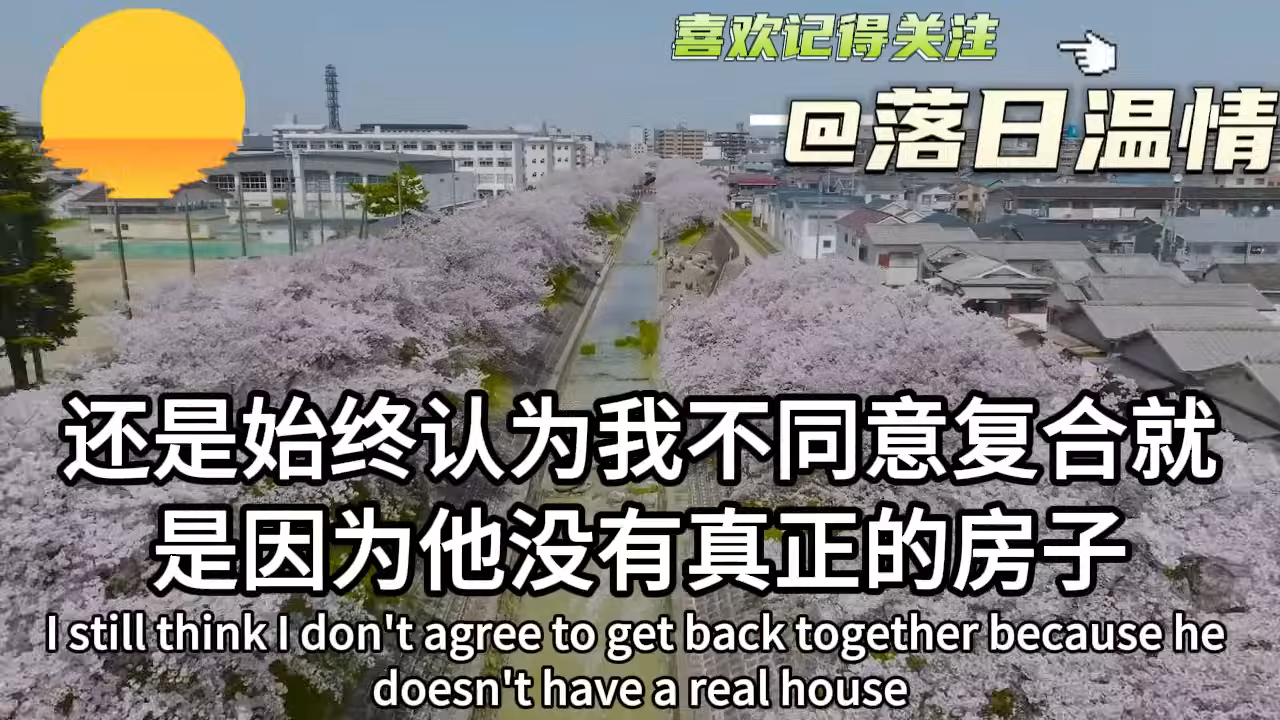 喜欢记得关注
@落日温情
还是始终认为我不同意复合就
是因为他没有真正的房子
I still think I don't agree to get back together because he
doesn't have a real house